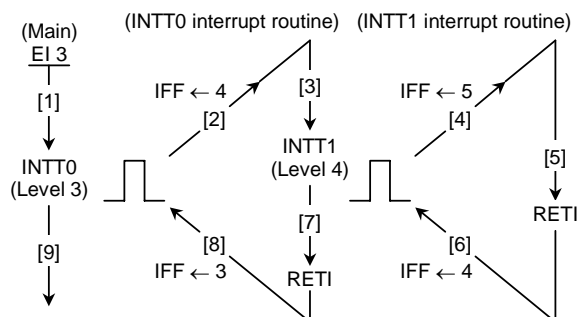 (Main)
EI 3
[1]
INTT0
(Level 3)
[9]
(INTT0 interrupt routine)
IFF ← 4
[2]
[3]
INTT1
(Level 4)
[7]
[8]
IFF ← 3
RETI
(INTT1 interrupt routine)
IFF ← 5
[4]
[5]
RETI
[6]
IFF ← 4